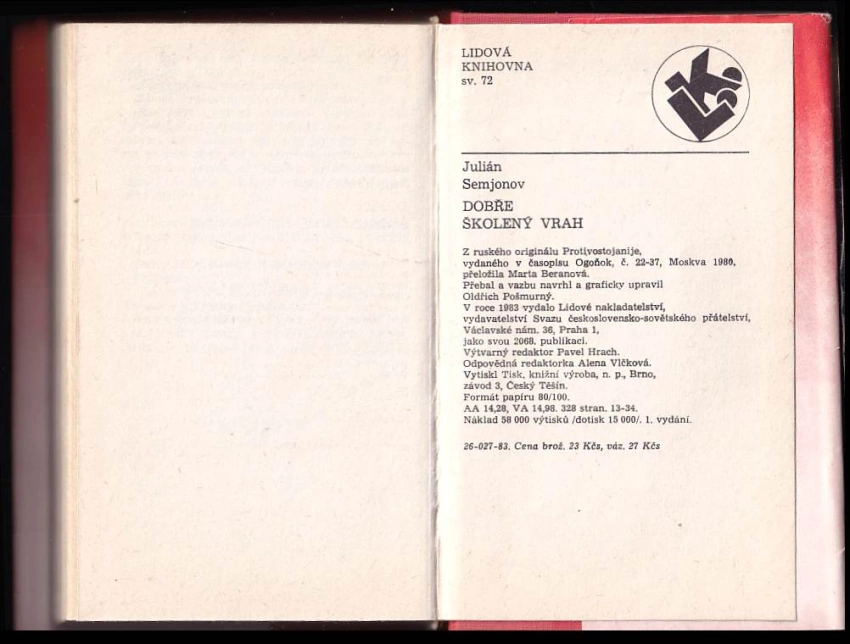 LIDOVÁ
KNIHOVNA
sv. 72
Julián
Semjonov
DOBŘE
ŠKOLENÝ VRAH
Z ruského originálu Protivostojanije,
vydaného v časopisu Ogoňok, č. 22-37, Moskva 1980,
přeložila Marta Beranová.
Přebal a vazbu navrhl a graficky upravil
Oldřich Pošmurný.
V roce 1983 vydalo Lidové nakladatelství,
vydavatelství Svazu československo-sovětského přátelství,
Václavské nám. 36, Praha 1,
jako svou 2068. publikaci.
Výtvarný redaktor Pavel Hrach.
Odpovědná redaktorka Alena Vlčková.
Vytiskl Tisk, knižní výroba, n. p., Brno,
závod 3, Český Těšín.
Formát papíru 80/100.
AA 14,28, VA 14,98. 328 stran. 13-34.
Náklad 58 000 výtisků /dotisk 15 000/. 1. vydání.
26-027-83. Cena brož. 23 Kčs, váz. 27 Kčs